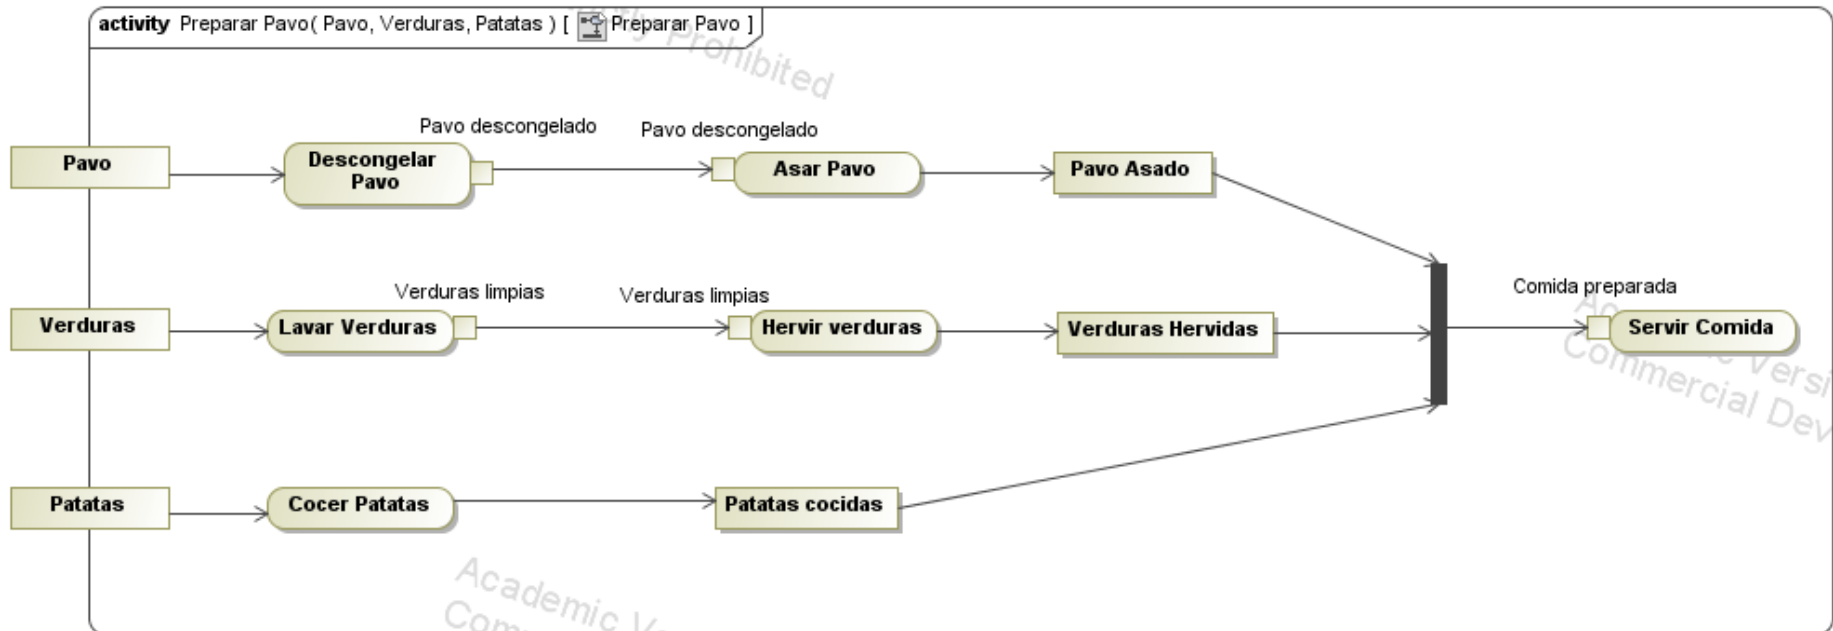 activity Preparar Pavo( Pavo, Verduras, Patatas ) [ Preparar Pavo ]
Prohibited
Pavo descongelado
Pavo descongelado
Pavo
Descongelar
Pavo
Asar Pavo
Pavo Asado
Verduras limpias
Verduras limpias
Comida preparada
Verduras
Lavar Verduras
Hervir verduras
Verduras Hervidas
Servir Comida
Commercial Dev
Patatas
Cocer Patatas
Patatas cocidas
Academic